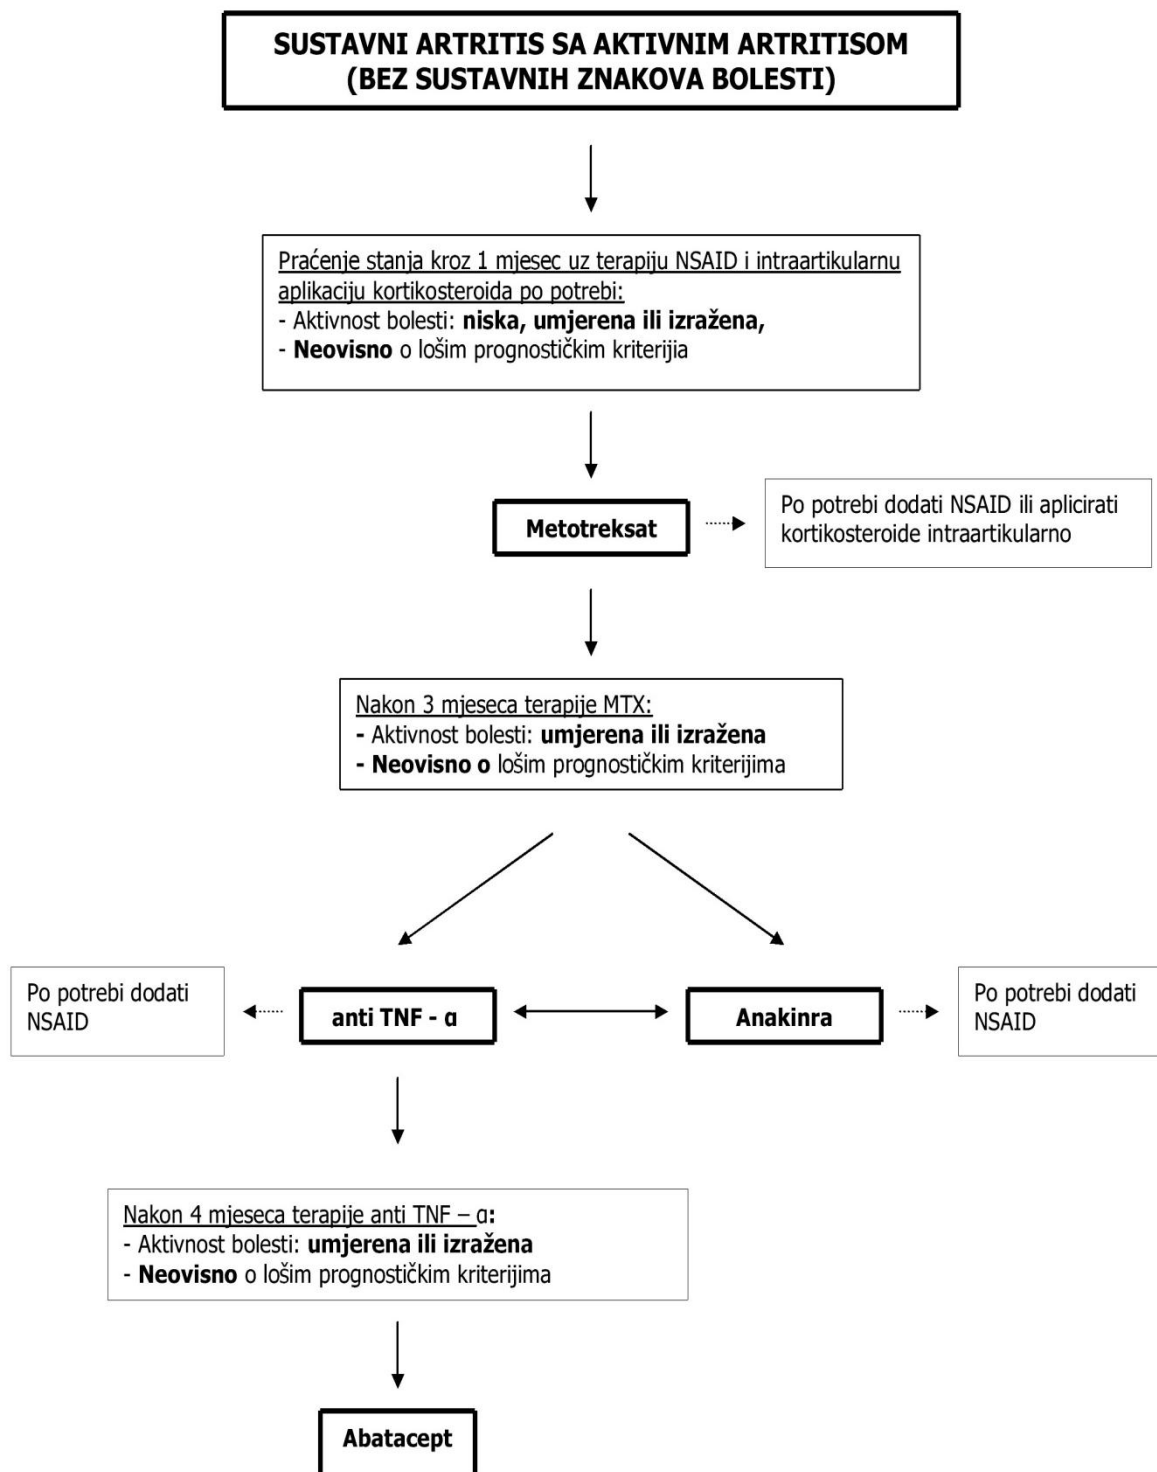 SUSTAVNI ARTRITIS SA AKTIVNIM ARTRITISOM
(BEZ SUSTAVNIH ZNAKOVA BOLESTI)
Praćenje stanja kroz 1 mjesec uz terapiju NSAID i intraartikularnu
aplikaciju kortikosteroida po potrebi:
- Aktivnost bolesti: niska, umjerena ili izražena,
- Neovisno o lošim prognostičkim kriterijia
Metotreksat
Po potrebi dodati NSAID ili aplicirati
kortikosteroide intraartikularno
Nakon 3 mjeseca terapije MTX:
- Aktivnost bolesti: umjerena ili izražena
- Neovisno o lošim prognostičkim kriterijima
Po potrebi dodati
NSAID
anti TNF - α
Anakinra
Po potrebi dodati
NSAID
Nakon 4 mjeseca terapije anti TNF – α:
- Aktivnost bolesti: umjerena ili izražena
- Neovisno o lošim prognostičkim kriterijima
Abatacept